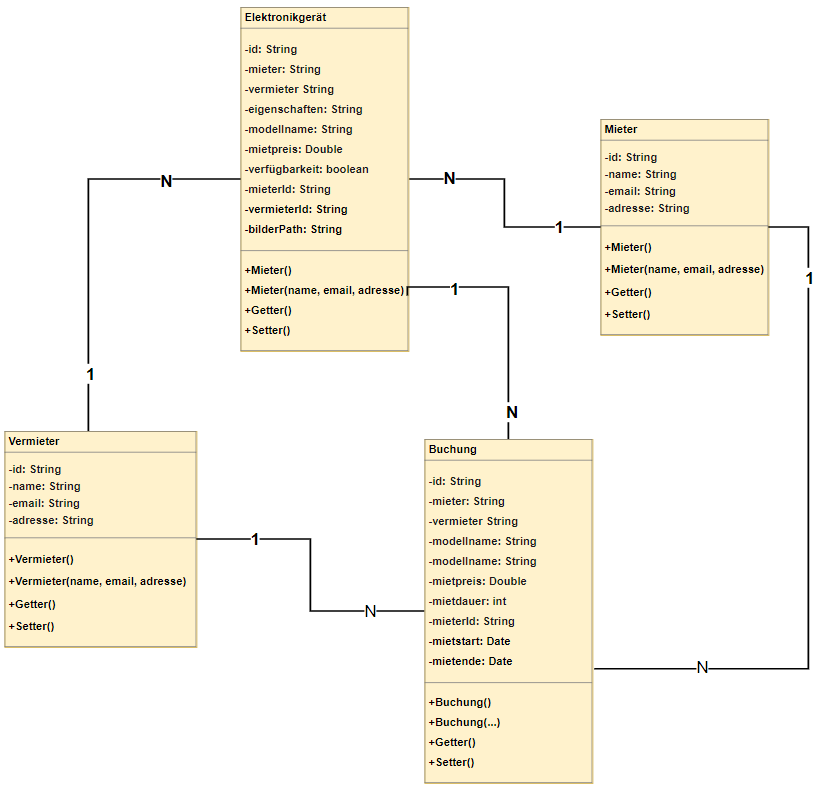 Elektronikgerät
-id: String
-mieter: String
-vermieter String
-eigenschaften: String
-modellname: String
-mietpreis: Double
-verfügbarkeit: boolean
-mieterId: String
-vermieterId: String
-bilderPath: String
+Mieter()
+Mieter(name, email, adresse)
+Getter()
+Setter()
Mieter
-id: String
-name: String
-email: String
-adresse: String
+Mieter()
+Mieter(name, email, adresse)
+Getter()
+Setter()
N
N
1
1
1
1
N
Vermieter
-id: String
-name: String
-email: String
-adresse: String
+Vermieter()
+Vermieter(name, email, adresse)
+Getter()
+Setter()
1
N
Buchung
-id: String
-mieter: String
-vermieter String
-modellname: String
-modellname: String
-mietpreis: Double
-mietdauer: int
-mieterId: String
-mietstart: Date
-mietende: Date
+Buchung()
+Buchung(...)
+Getter()
+Setter()
N